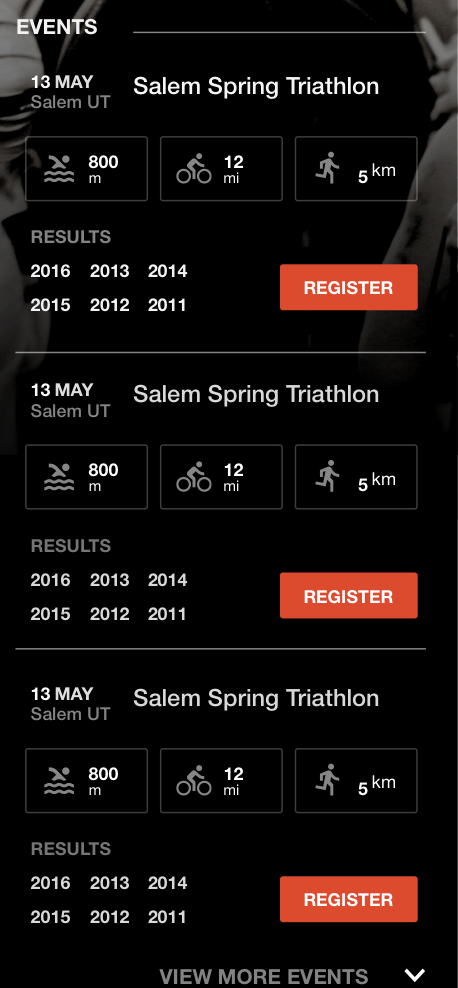 EVENTS
13 MAY Salem Spring Triathlon
Salem UT
800 m 12 mi 5 km
RESULTS
2016 2013 2014
2015 2012 2011
REGISTER
13 MAY Salem Spring Triathlon
Salem UT
800 m 12 mi 5 km
RESULTS
2016 2013 2014
2015 2012 2011
REGISTER
13 MAY Salem Spring Triathlon
Salem UT
800 m 12 mi 5 km
RESULTS
2016 2013 2014
2015 2012 2011
REGISTER
VIEW MORE EVENTS